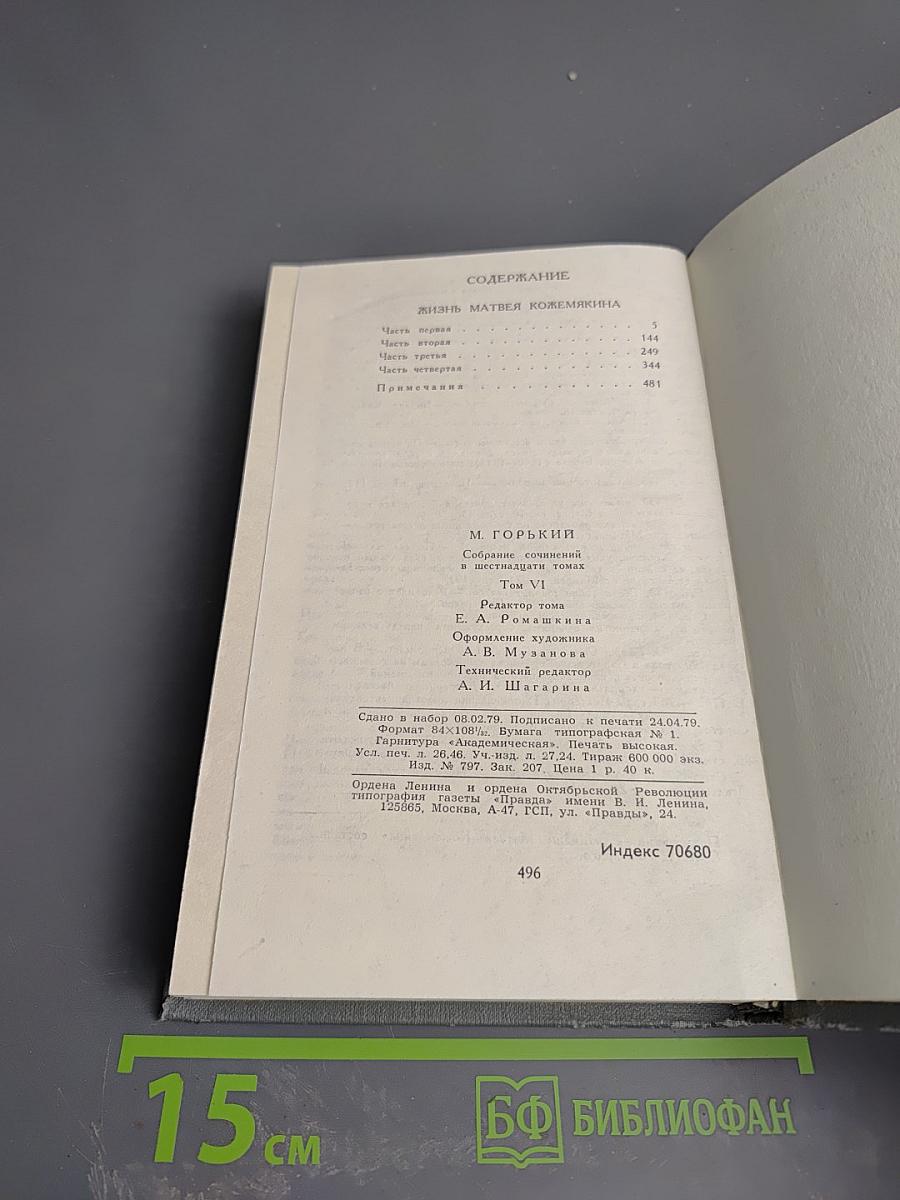 СОДЕРЖАНИЕ
ЖИЗНЬ МАТВЕЯ КОЖЕМЯКИНА
Часть первая . . . . . . . . . . . . . 5
Часть вторая . . . . . . . . . . . . . 144
Часть третья . . . . . . . . . . . . . 249
Часть четвертая . . . . . . . . . . . . 344
Примечания . . . . . . . . . . . . 481
М. ГОРЬКИЙ
Собрание сочинений
в шестнадцати томах
Том VI
Редактор тома
Е. А. Ромашкина
Оформление художника
А. В. Музанова
Технический редактор
А. И. Шагарина
Сдано в набор 08.02.79. Подписано к печати 24.04.79.
Формат 84×108¹/₃₂. Бумага типографская № 1.
Гарнитура «Академическая». Печать высокая.
Усл. печ. л. 26,46. Уч.-изд. л. 27,24. Тираж 600 000 экз.
Изд. № 797. Зак. 207. Цена 1 р. 40 к.
Ордена Ленина и ордена Октябрьской Революции
типография газеты «Правда» имени В. И. Ленина,
125865, Москва, А-47, ГСП, ул. «Правды», 24.
Индекс 70680
496
15 см
БФ БИБЛИОФАН